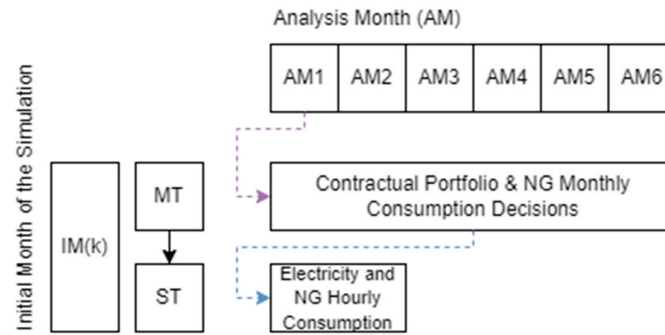 Analysis Month (AM)
AM1 AM2 AM3 AM4 AM5 AM6
Initial Month of the Simulation
IM(k)
MT
Contractual Portfolio & NG Monthly
Consumption Decisions
ST
Electricity and
NG Hourly
Consumption